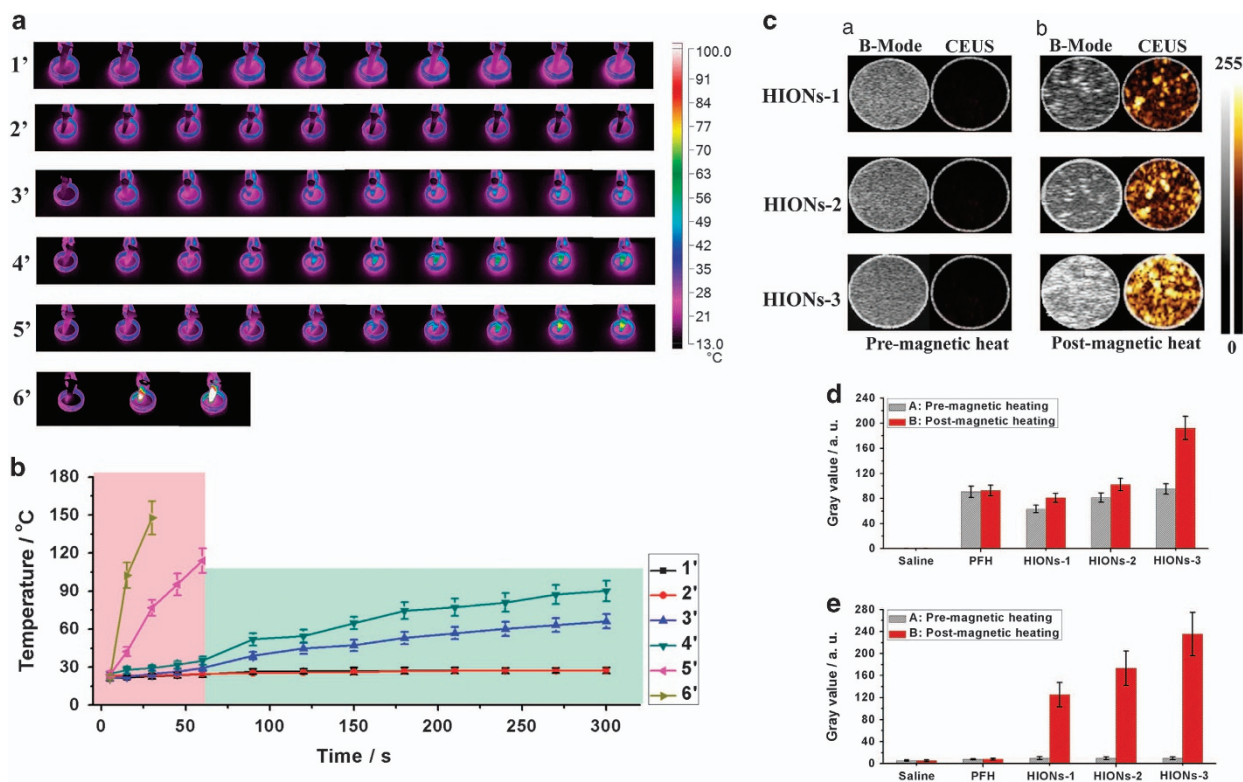 a
1'
2'
3'
4'
5'
6'
100.0
91
84
77
70
63
56
49
42
35
28
21
13.0
°C
b
180
150
120
90
60
30
0
Temperature / °C
0 50 100 150 200 250 300
Time / s
1'
2'
3'
4'
5'
6'
c
a b
B-Mode CEUS B-Mode CEUS
255
HIONs-1
HIONs-2
HIONs-3
Pre-magnetic heat Post-magnetic heat
0
d
240
200
160
120
80
40
0
Gray value / a. u.
A: Pre-magnetic heating
B: Post-magnetic heating
Saline PFH HIONs-1 HIONs-2 HIONs-3
e
280
240
200
160
120
80
40
0
Gray value / a. u.
A: Pre-magnetic heating
B: Post-magnetic heating
Saline PFH HIONs-1 HIONs-2 HIONs-3